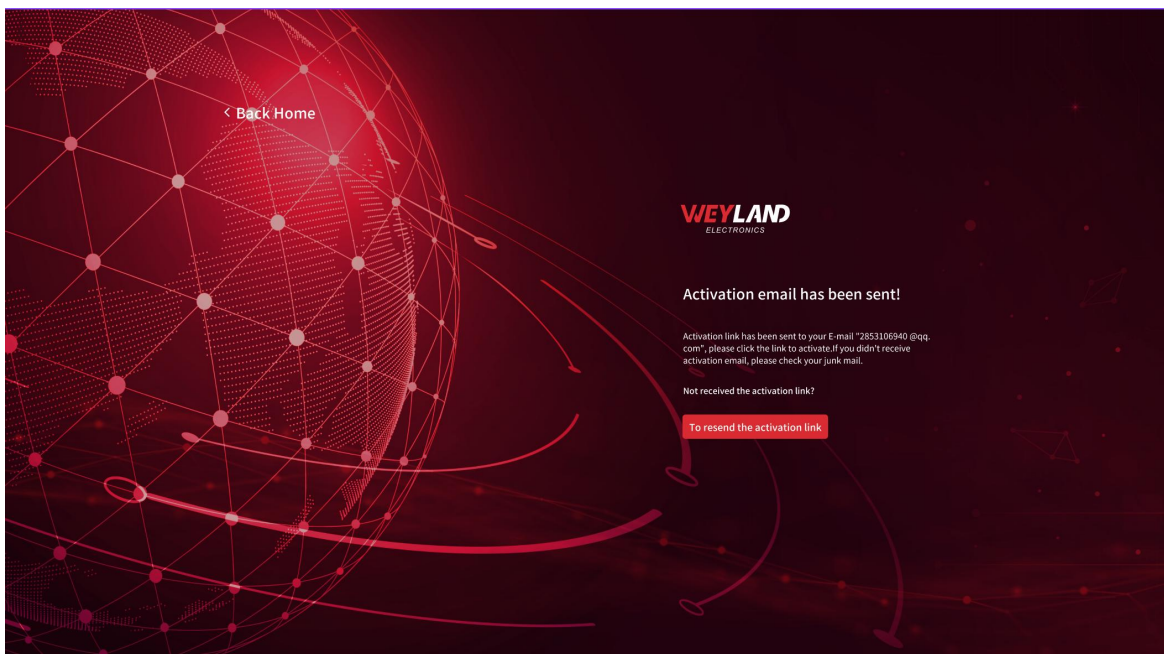 < Back Home
WEYLAND
ELECTRONICS
Activation email has been sent!
Activation link has been sent to your E-mail "2853106940 @qq.
com", please click the link to activate.If you didn't receive
activation email, please check your junk mail.
Not received the activation link?
To resend the activation link